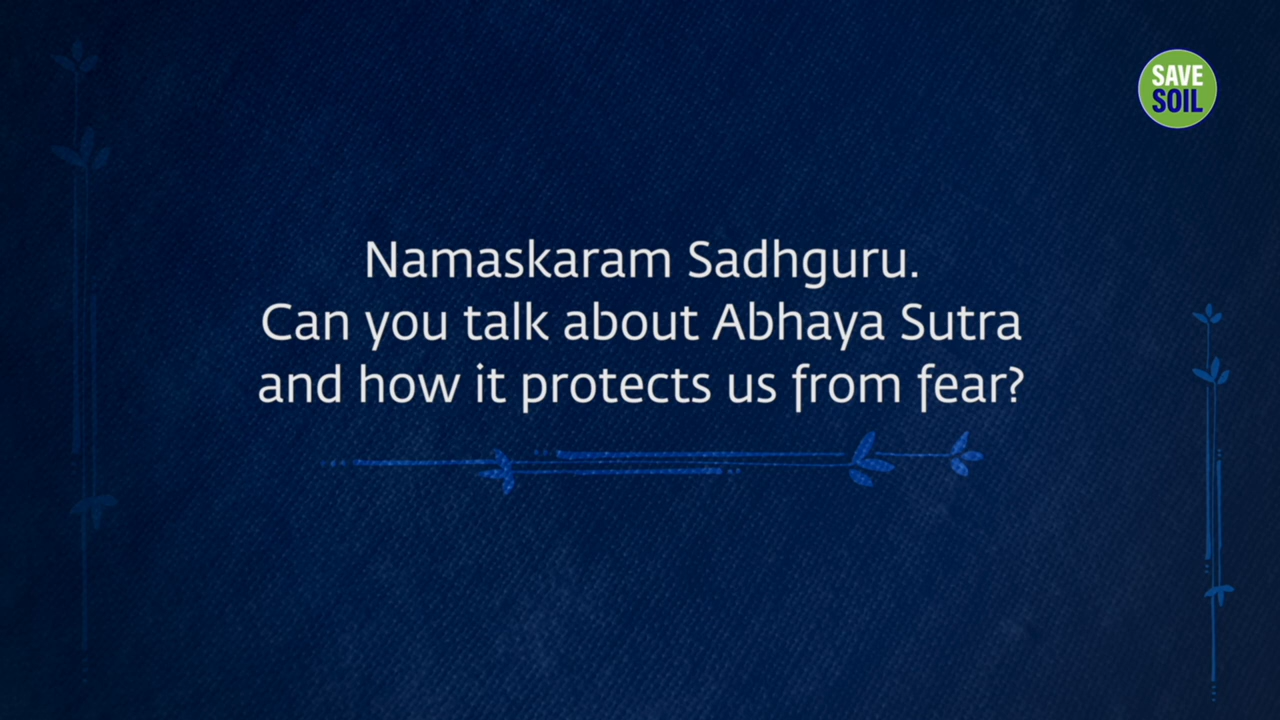 SAVE
SOIL
Namaskaram Sadhguru.
Can you talk about Abhaya Sutra
and how it protects us from fear?